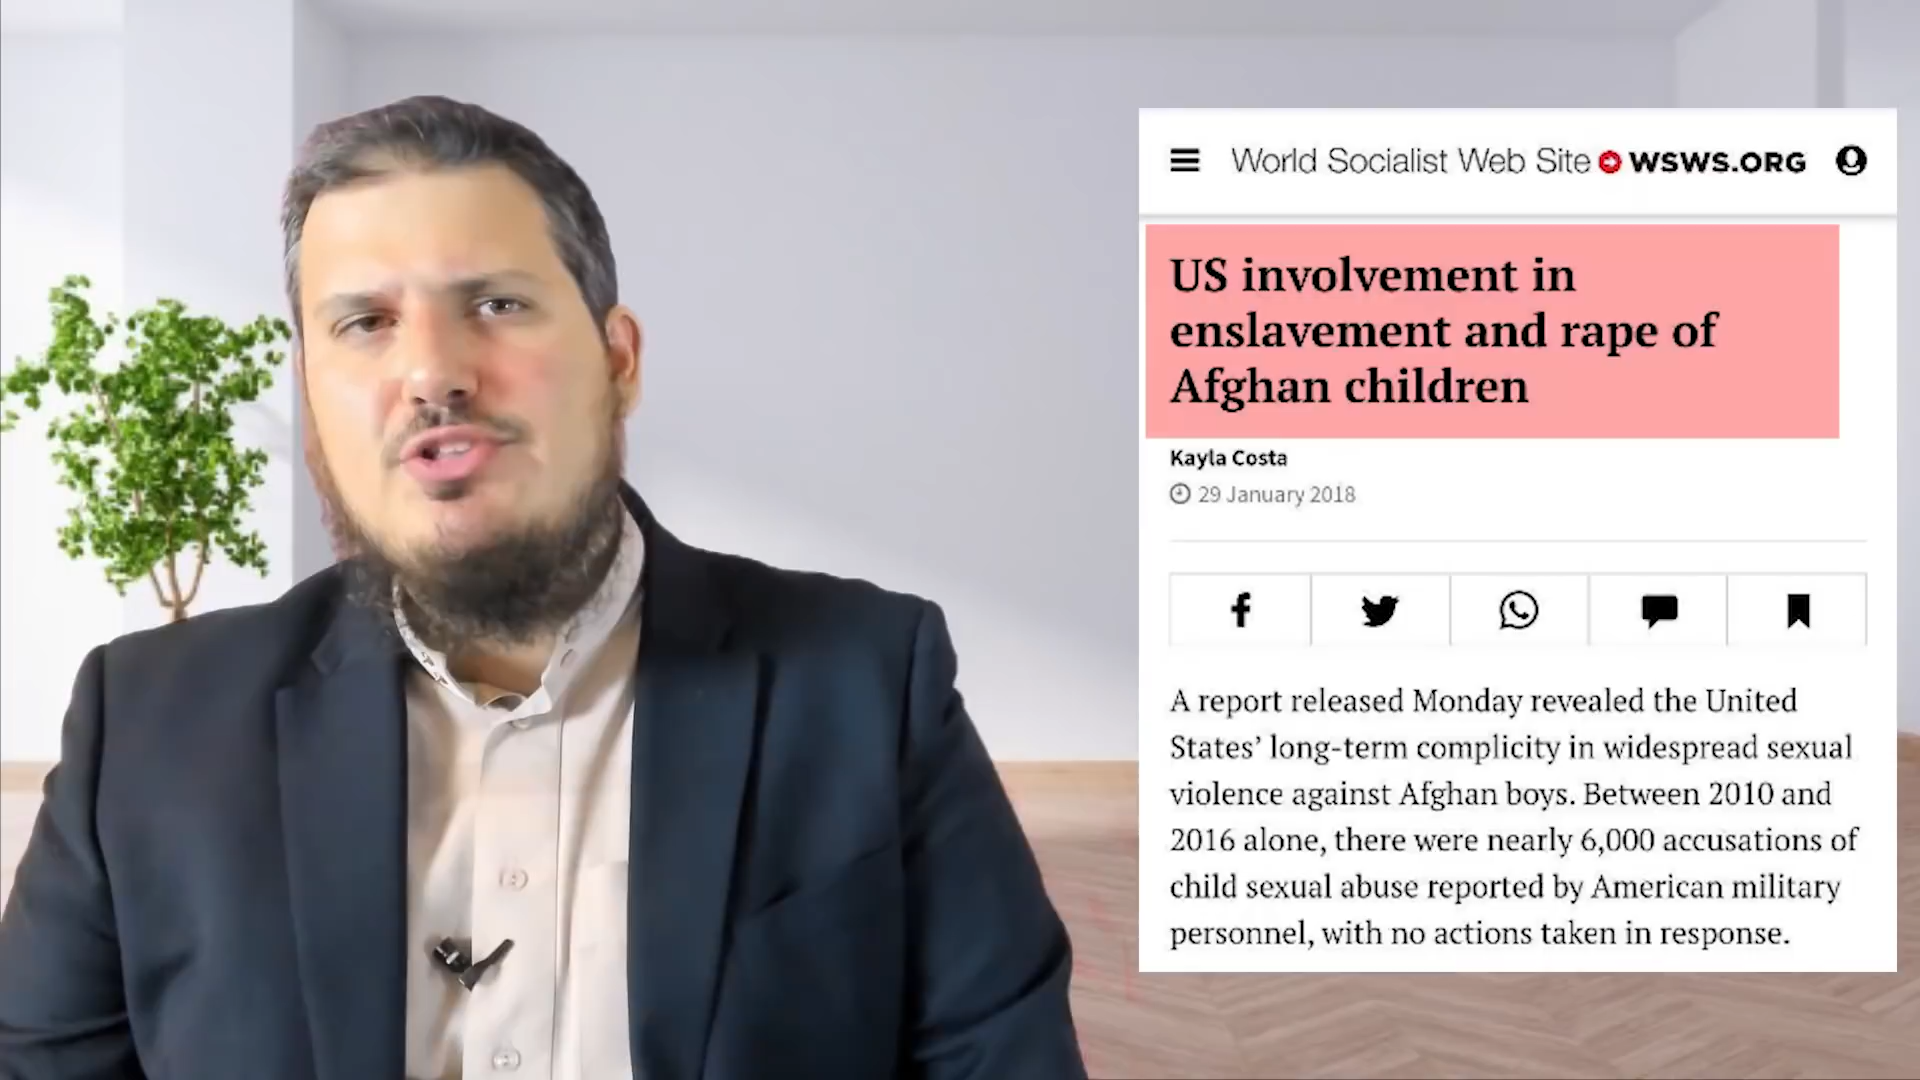 World Socialist Web Site WSWS.ORG
US involvement in
enslavement and rape of
Afghan children
Kayla Costa
29 January 2018
A report released Monday revealed the United
States’ long-term complicity in widespread sexual
violence against Afghan boys. Between 2010 and
2016 alone, there were nearly 6,000 accusations of
child sexual abuse reported by American military
personnel, with no actions taken in response.